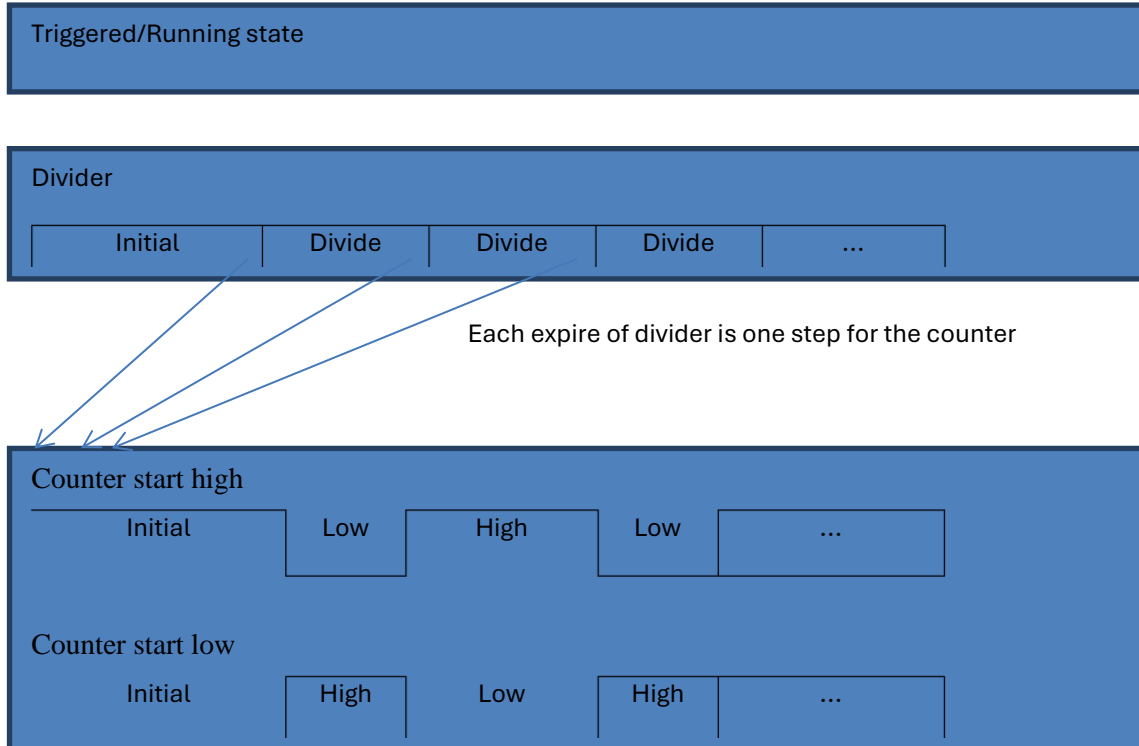 Triggered/Running state
Divider
Initial Divide Divide Divide ...
Each expire of divider is one step for the counter
Counter start high
Initial Low High Low ...
Counter start low
Initial High Low High ...